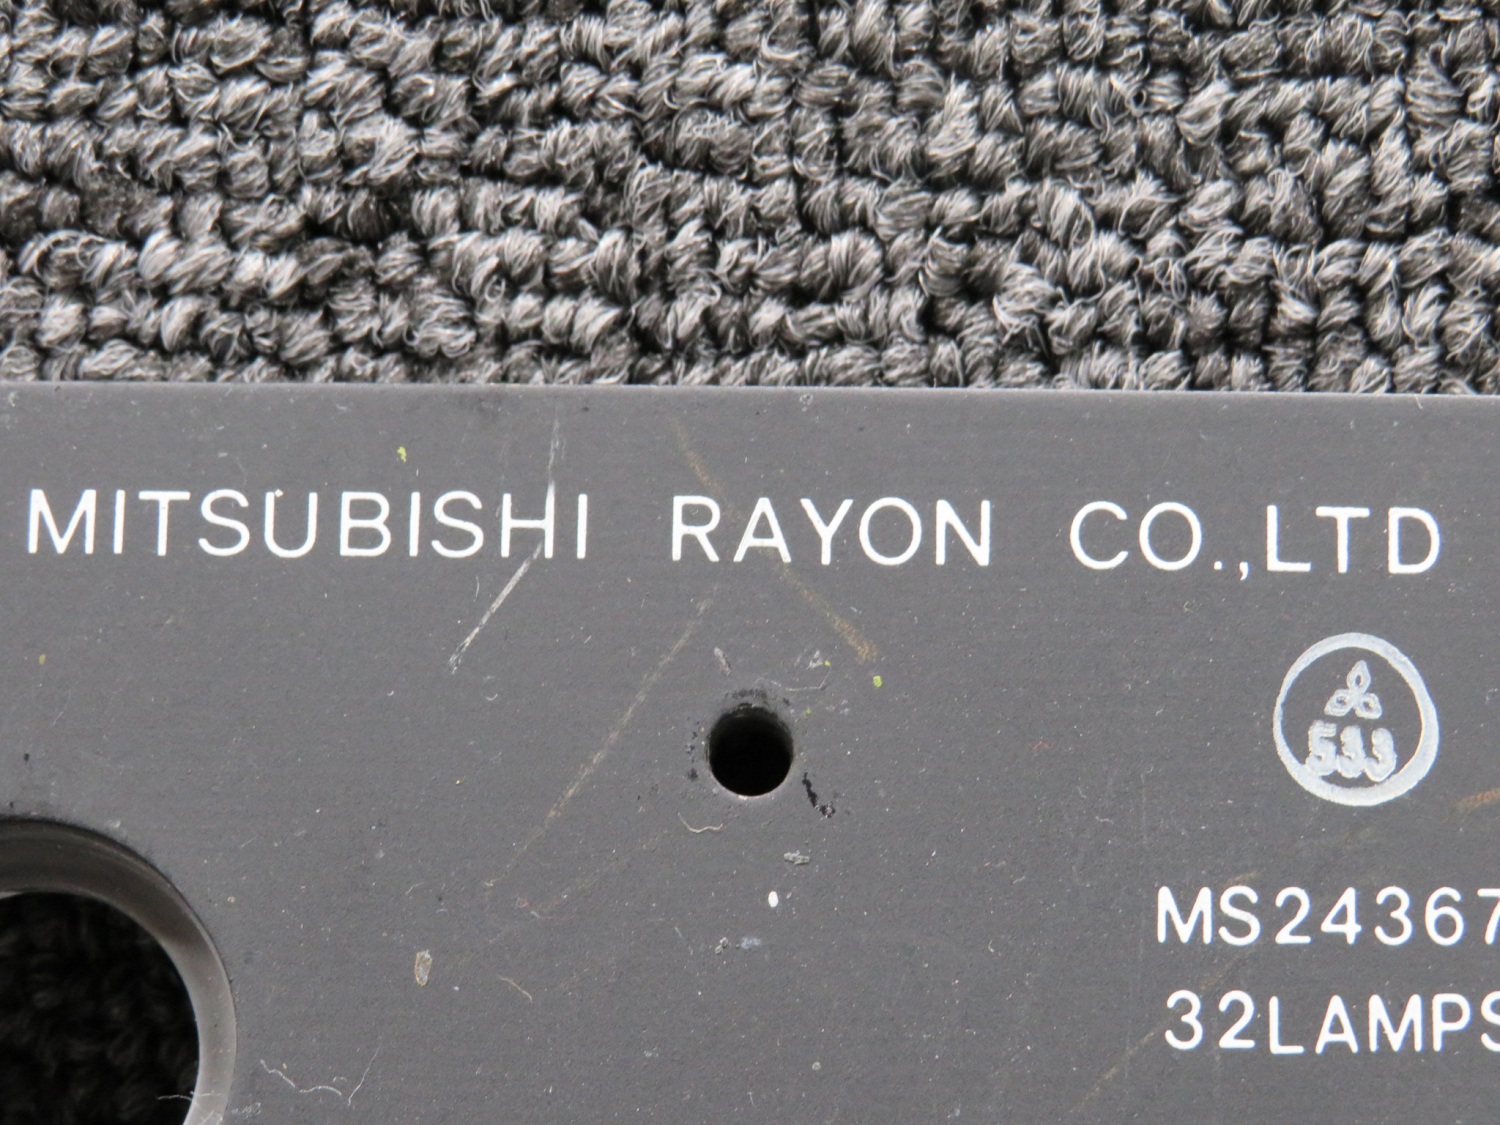 MITSUBISHI RAYON CO.,LTD
533
MS24367
32LAMPS